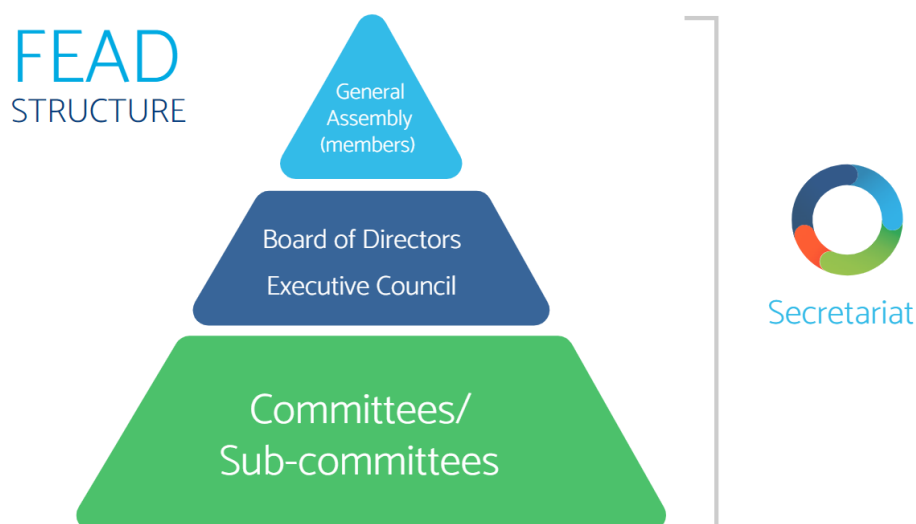 FEAD
STRUCTURE
General
Assembly
(members)
Board of Directors
Executive Council
Committees/
Sub-committees
Secretariat